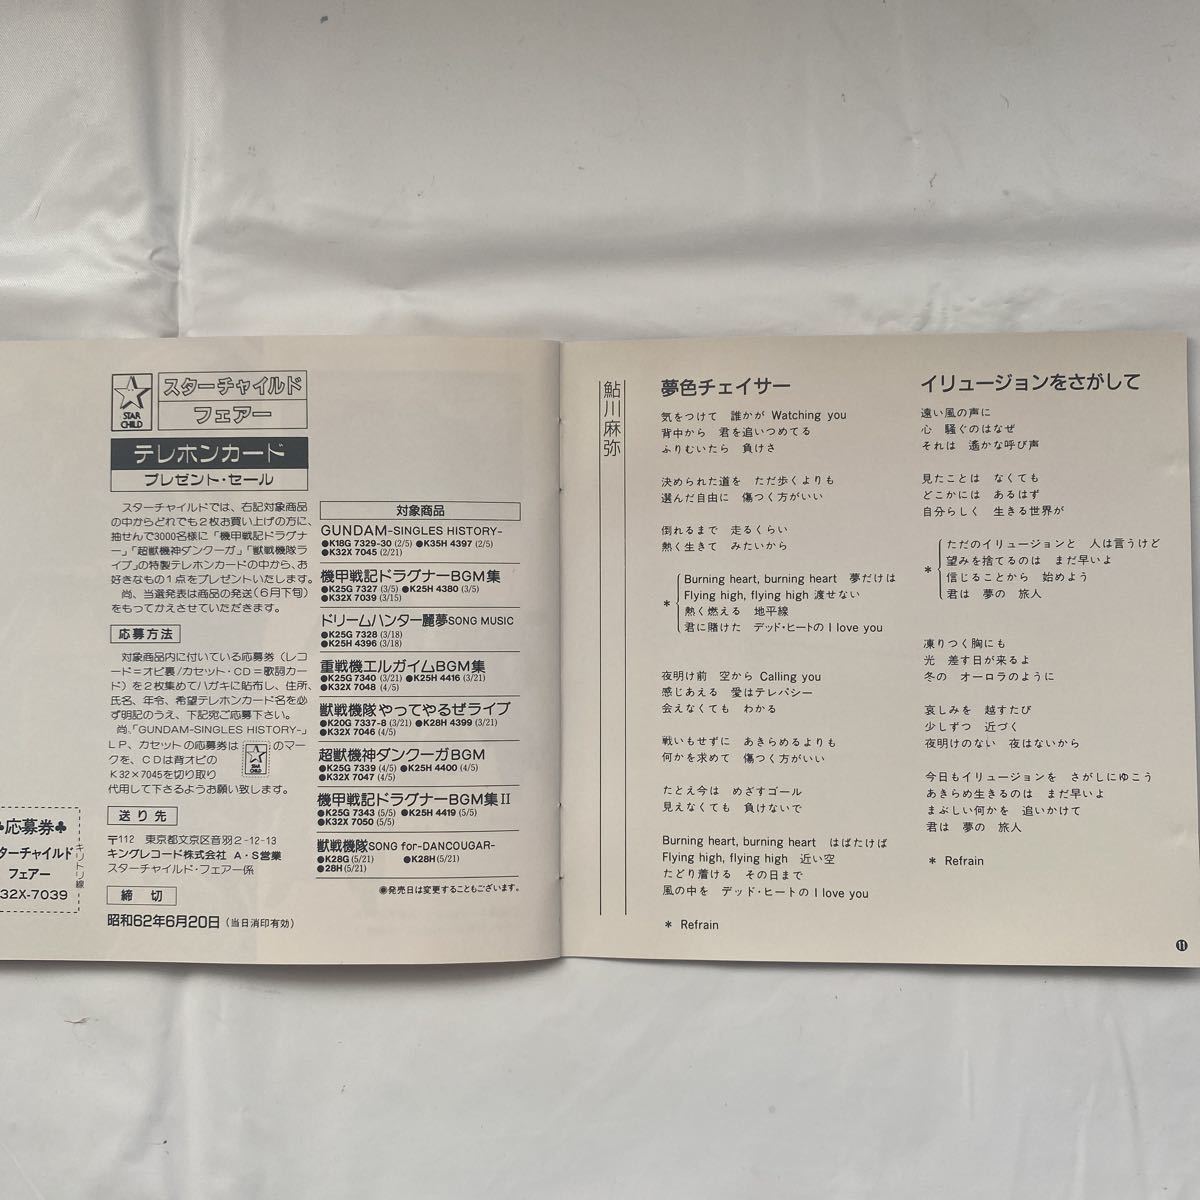 STAR
CHILD
スターチャイルド
フェアー
テレホンカード
プレゼント・セール
スターチャイルドでは、右記対象商品
の中からどれでも2枚お買い上げの方に、
抽せんで3000名様に「機甲戦記ドラグナ
ー」「超獣機神ダンクーガ」「獣戦機隊ラ
イブ」の特製テレホンカードの中から、お
好きなもの1点をプレゼントいたします。
尚、当選発表は商品の発送(6月下旬)
をもってかえさせていただきます。
応募方法
対象商品内に付いている応募券(レコ
ード=オビ裏/カセット・CD=歌詞カー
ド)を2枚集めてハガキに貼布し、住所、
氏名、年令、希望テレホンカード名を必
ず明記のうえ、下記宛ご応募下さい。
尚、「GUNDAM-SINGLES HISTORY-」
LP、カセットの応募券は STAR CHILD のマー
クを、CDは背オビの
K32×7045を切り取り
代用して下さるようお願い致します。
送り先
〒112 東京都文京区音羽2-12-13
キングレコード株式会社 A・S営業
スターチャイルド・フェアー係
締切
昭和62年6月20日(当日消印有効)
♣応募券♣
ターチャイルド
フェアー
32X-7039
キリトリ線
対象商品
GUNDAM-SINGLES HISTORY-
●K18G 7329-30 (2/5) ●K35H 4397 (2/5)
●K32X 7045 (2/21)
機甲戦記ドラグナーBGM集
●K25G 7327 (3/5) ●K25H 4380 (3/5)
●K32X 7039 (3/15)
ドリームハンター麗夢SONG MUSIC
●K25G 7328 (3/18)
●K25H 4396 (3/18)
重戦機エルガイムBGM集
●K25G 7340 (3/21) ●K25H 4416 (3/21)
●K32X 7048 (4/5)
獣戦機隊やってやるぜライブ
●K20G 7337-8 (3/21) ●K28H 4399 (3/21)
●K32X 7046 (4/5)
超獣機神ダンクーガBGM
●K25G 7339 (4/5) ●K25H 4400 (4/5)
●K32X 7047 (4/5)
機甲戦記ドラグナーBGM集II
●K25G 7343 (5/5) ●K25H 4419 (5/5)
●K32X 7050 (5/5)
獣戦機隊SONG for-DANCOUGAR-
●K28G (5/21) ●K28H (5/21)
●28H (5/21)
◉発売日は変更することもございます。
鮎川麻弥
夢色チェイサー
気をつけて 誰かが Watching you
背中から 君を追いつめてる
ふりむいたら 負けさ
決められた道を ただ歩くよりも
選んだ自由に 傷つく方がいい
倒れるまで 走るくらい
熱く生きて みたいから
Burning heart, burning heart 夢だけは
Flying high, flying high 渡せない
* 熱く燃える 地平線
君に賭けた デッド・ヒートの I love you
夜明け前 空から Calling you
感じあえる 愛はテレパシー
会えなくても わかる
戦いもせずに あきらめるよりも
何かを求めて 傷つく方がいい
たとえ今は めざすゴール
見えなくても 負けないで
Burning heart, burning heart はばたけば
Flying high, flying high 近い空
たどり着ける その日まで
風の中を デッド・ヒートの I love you
* Refrain
イリュージョンをさがして
遠い風の声に
心 騒ぐのはなぜ
それは 遙かな呼び声
見たことは なくても
どこかには あるはず
自分らしく 生きる世界が
ただのイリュージョンと 人は言うけど
望みを捨てるのは まだ早いよ
* 信じることから 始めよう
君は 夢の 旅人
凍りつく胸にも
光 差す日が来るよ
冬の オーロラのように
哀しみを 越すたび
少しずつ 近づく
夜明けのない 夜はないから
今日もイリュージョンを さがしにゆこう
あきらめ生きるのは まだ早いよ
まぶしい何かを 追いかけて
君は 夢の 旅人
* Refrain
⓫